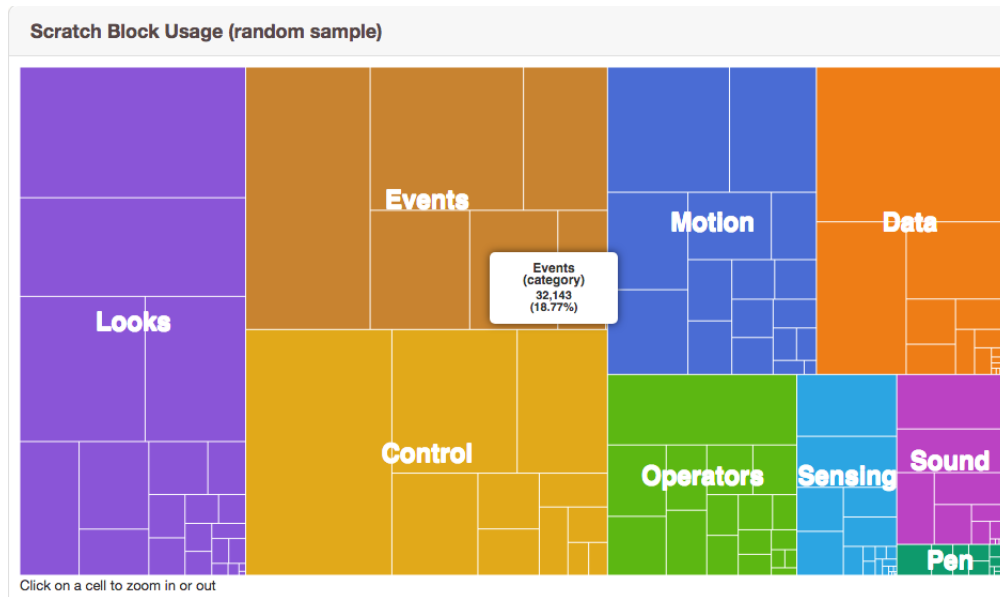 Scratch Block Usage (random sample)
Events
Motion
Data
Events
(category)
32,143
(18.77%)
Looks
Control
Operators
Sensing
Sound
Pen
Click on a cell to zoom in or out